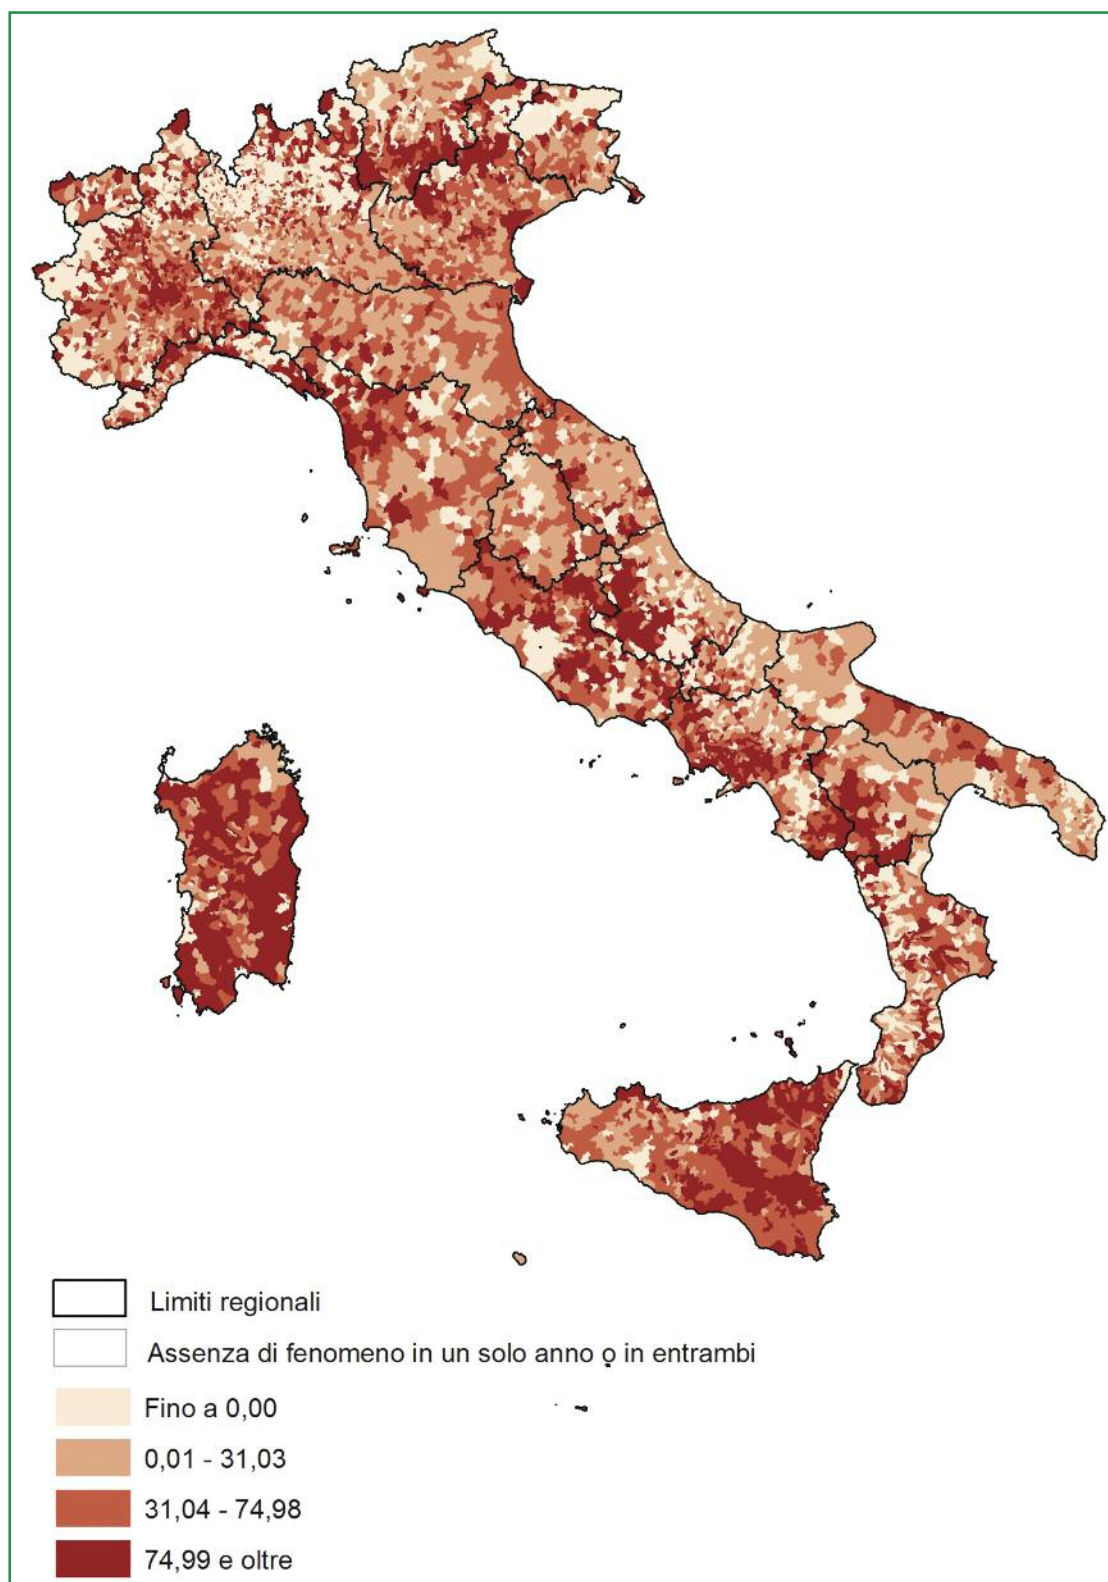 Limiti regionali
Assenza di fenomeno in un solo anno o in entrambi
Fino a 0,00
0,01 - 31,03
31,04 - 74,98
74,99 e oltre